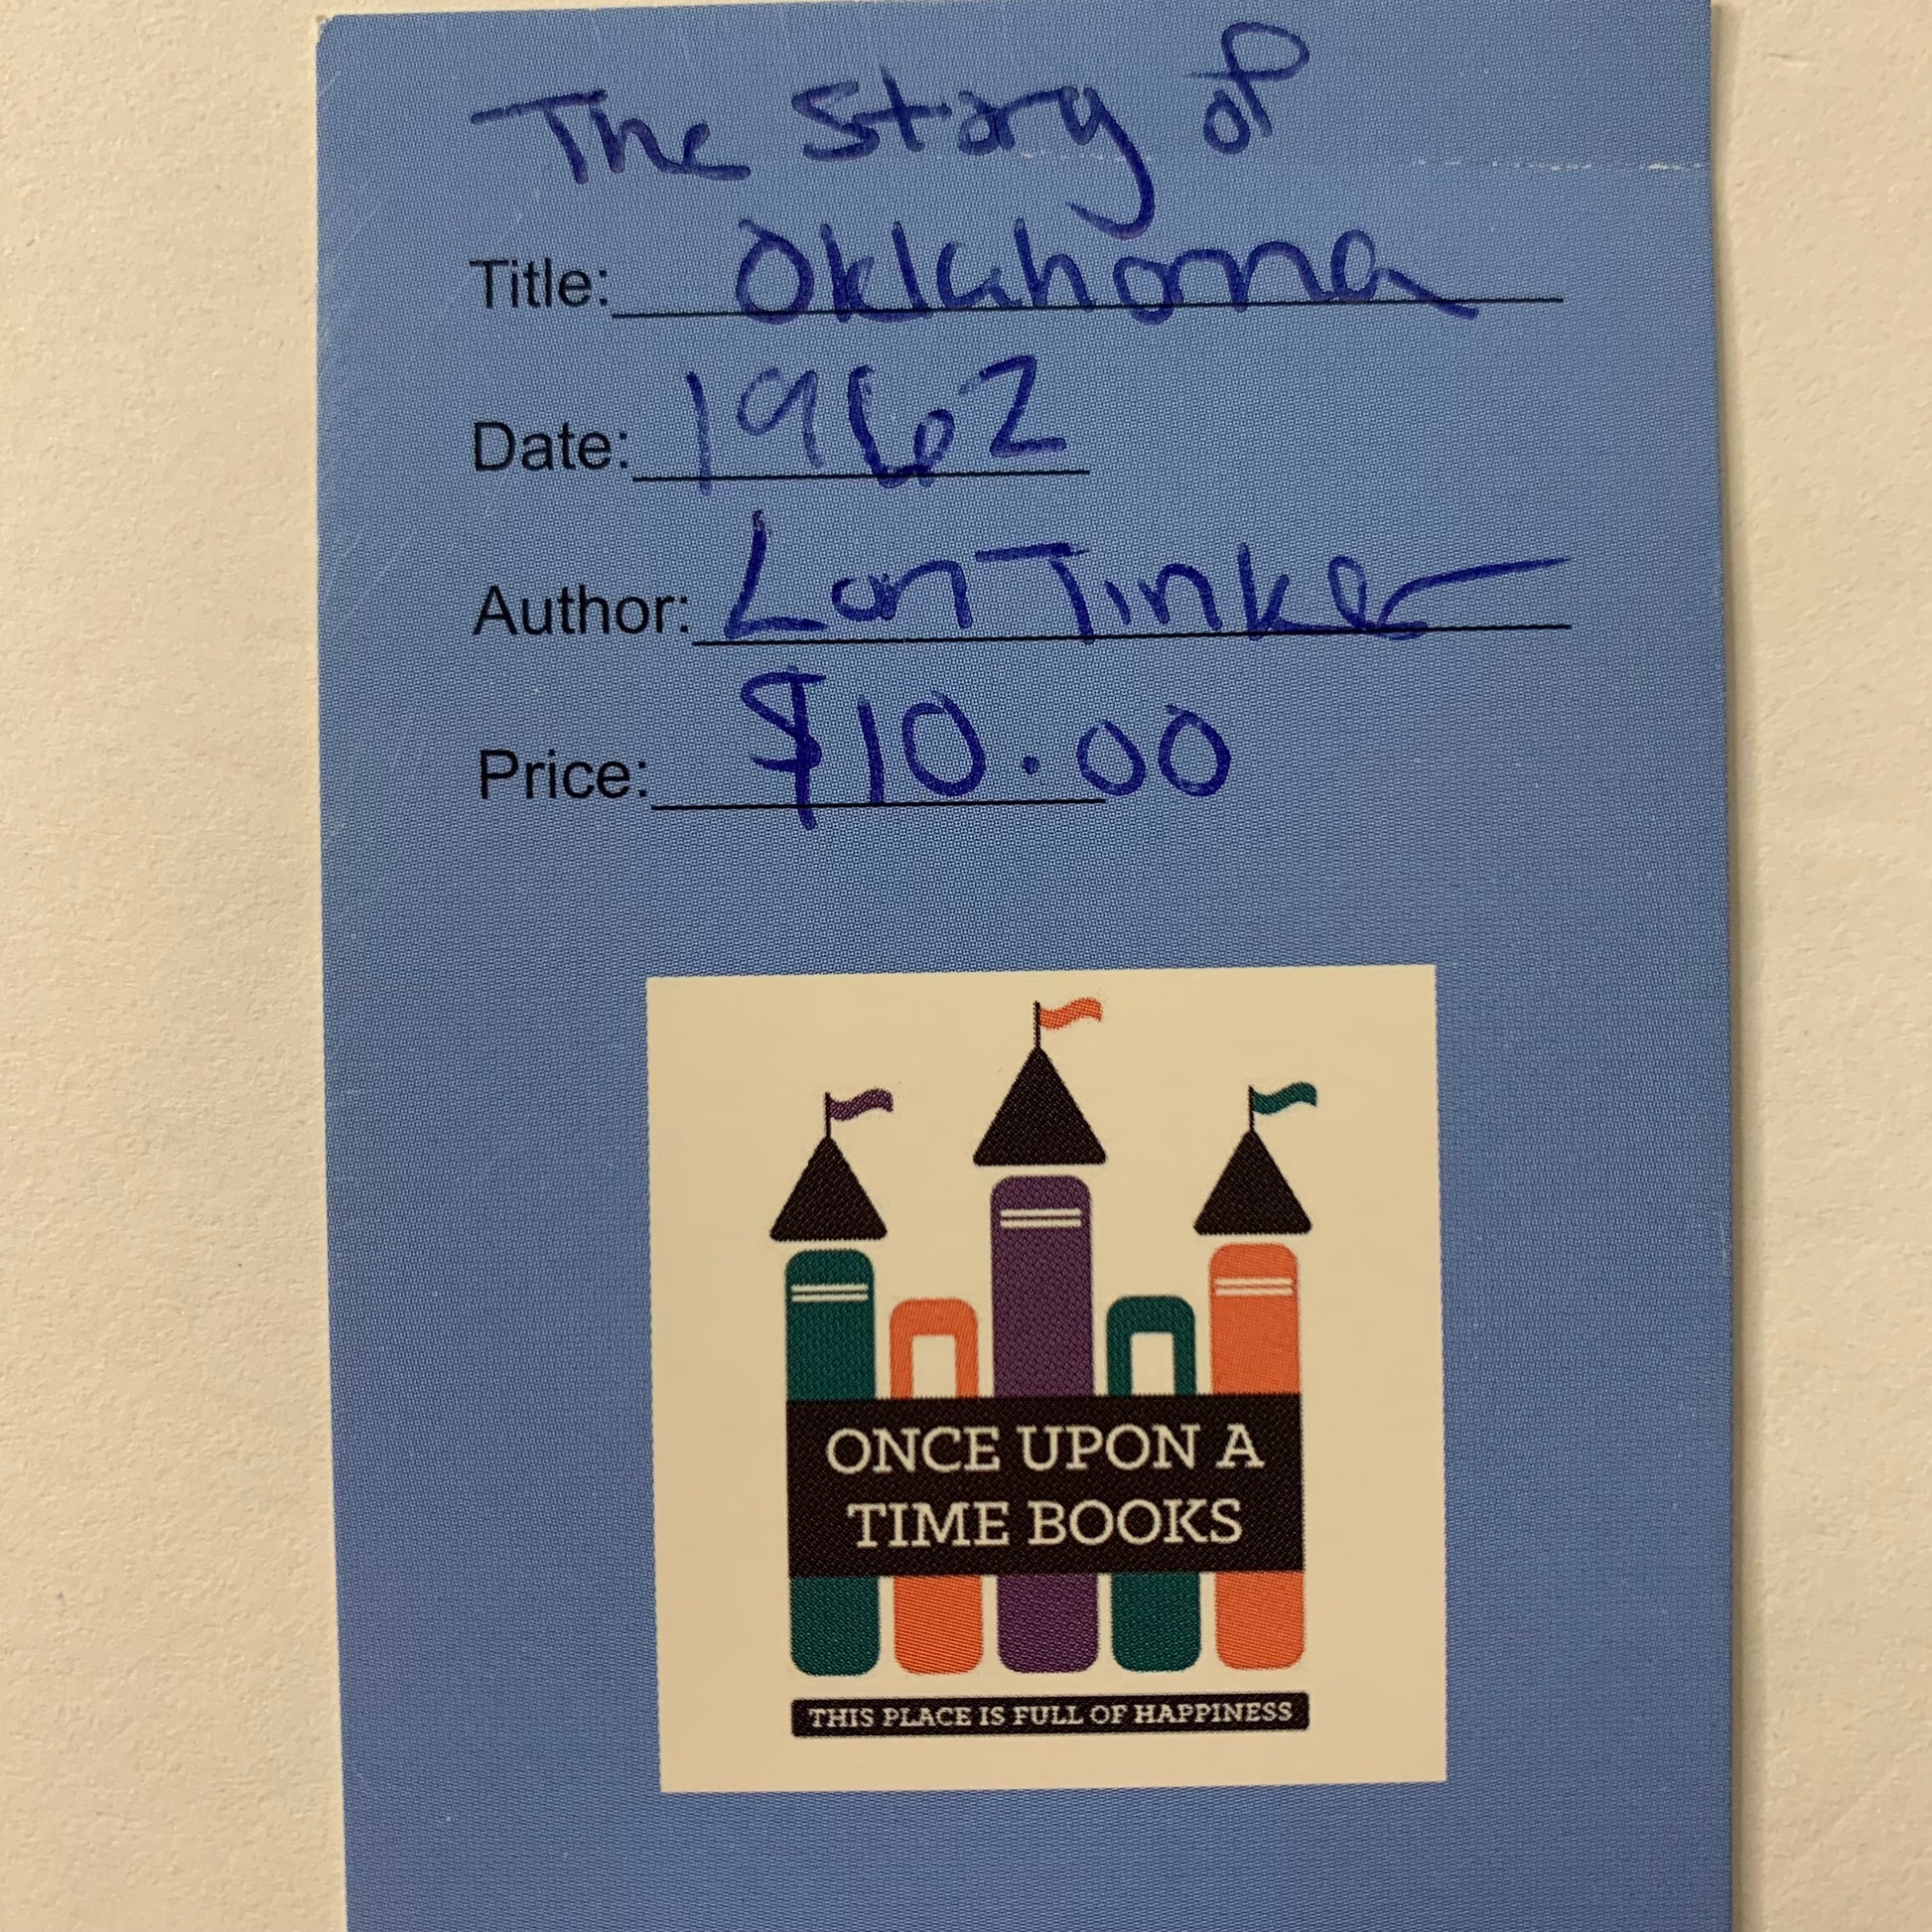 The Story of
Title: Oklahoma
Date: 1962
Author: Lon Tinker
Price: $10.00
ONCE UPON A
TIME BOOKS
THIS PLACE IS FULL OF HAPPINESS